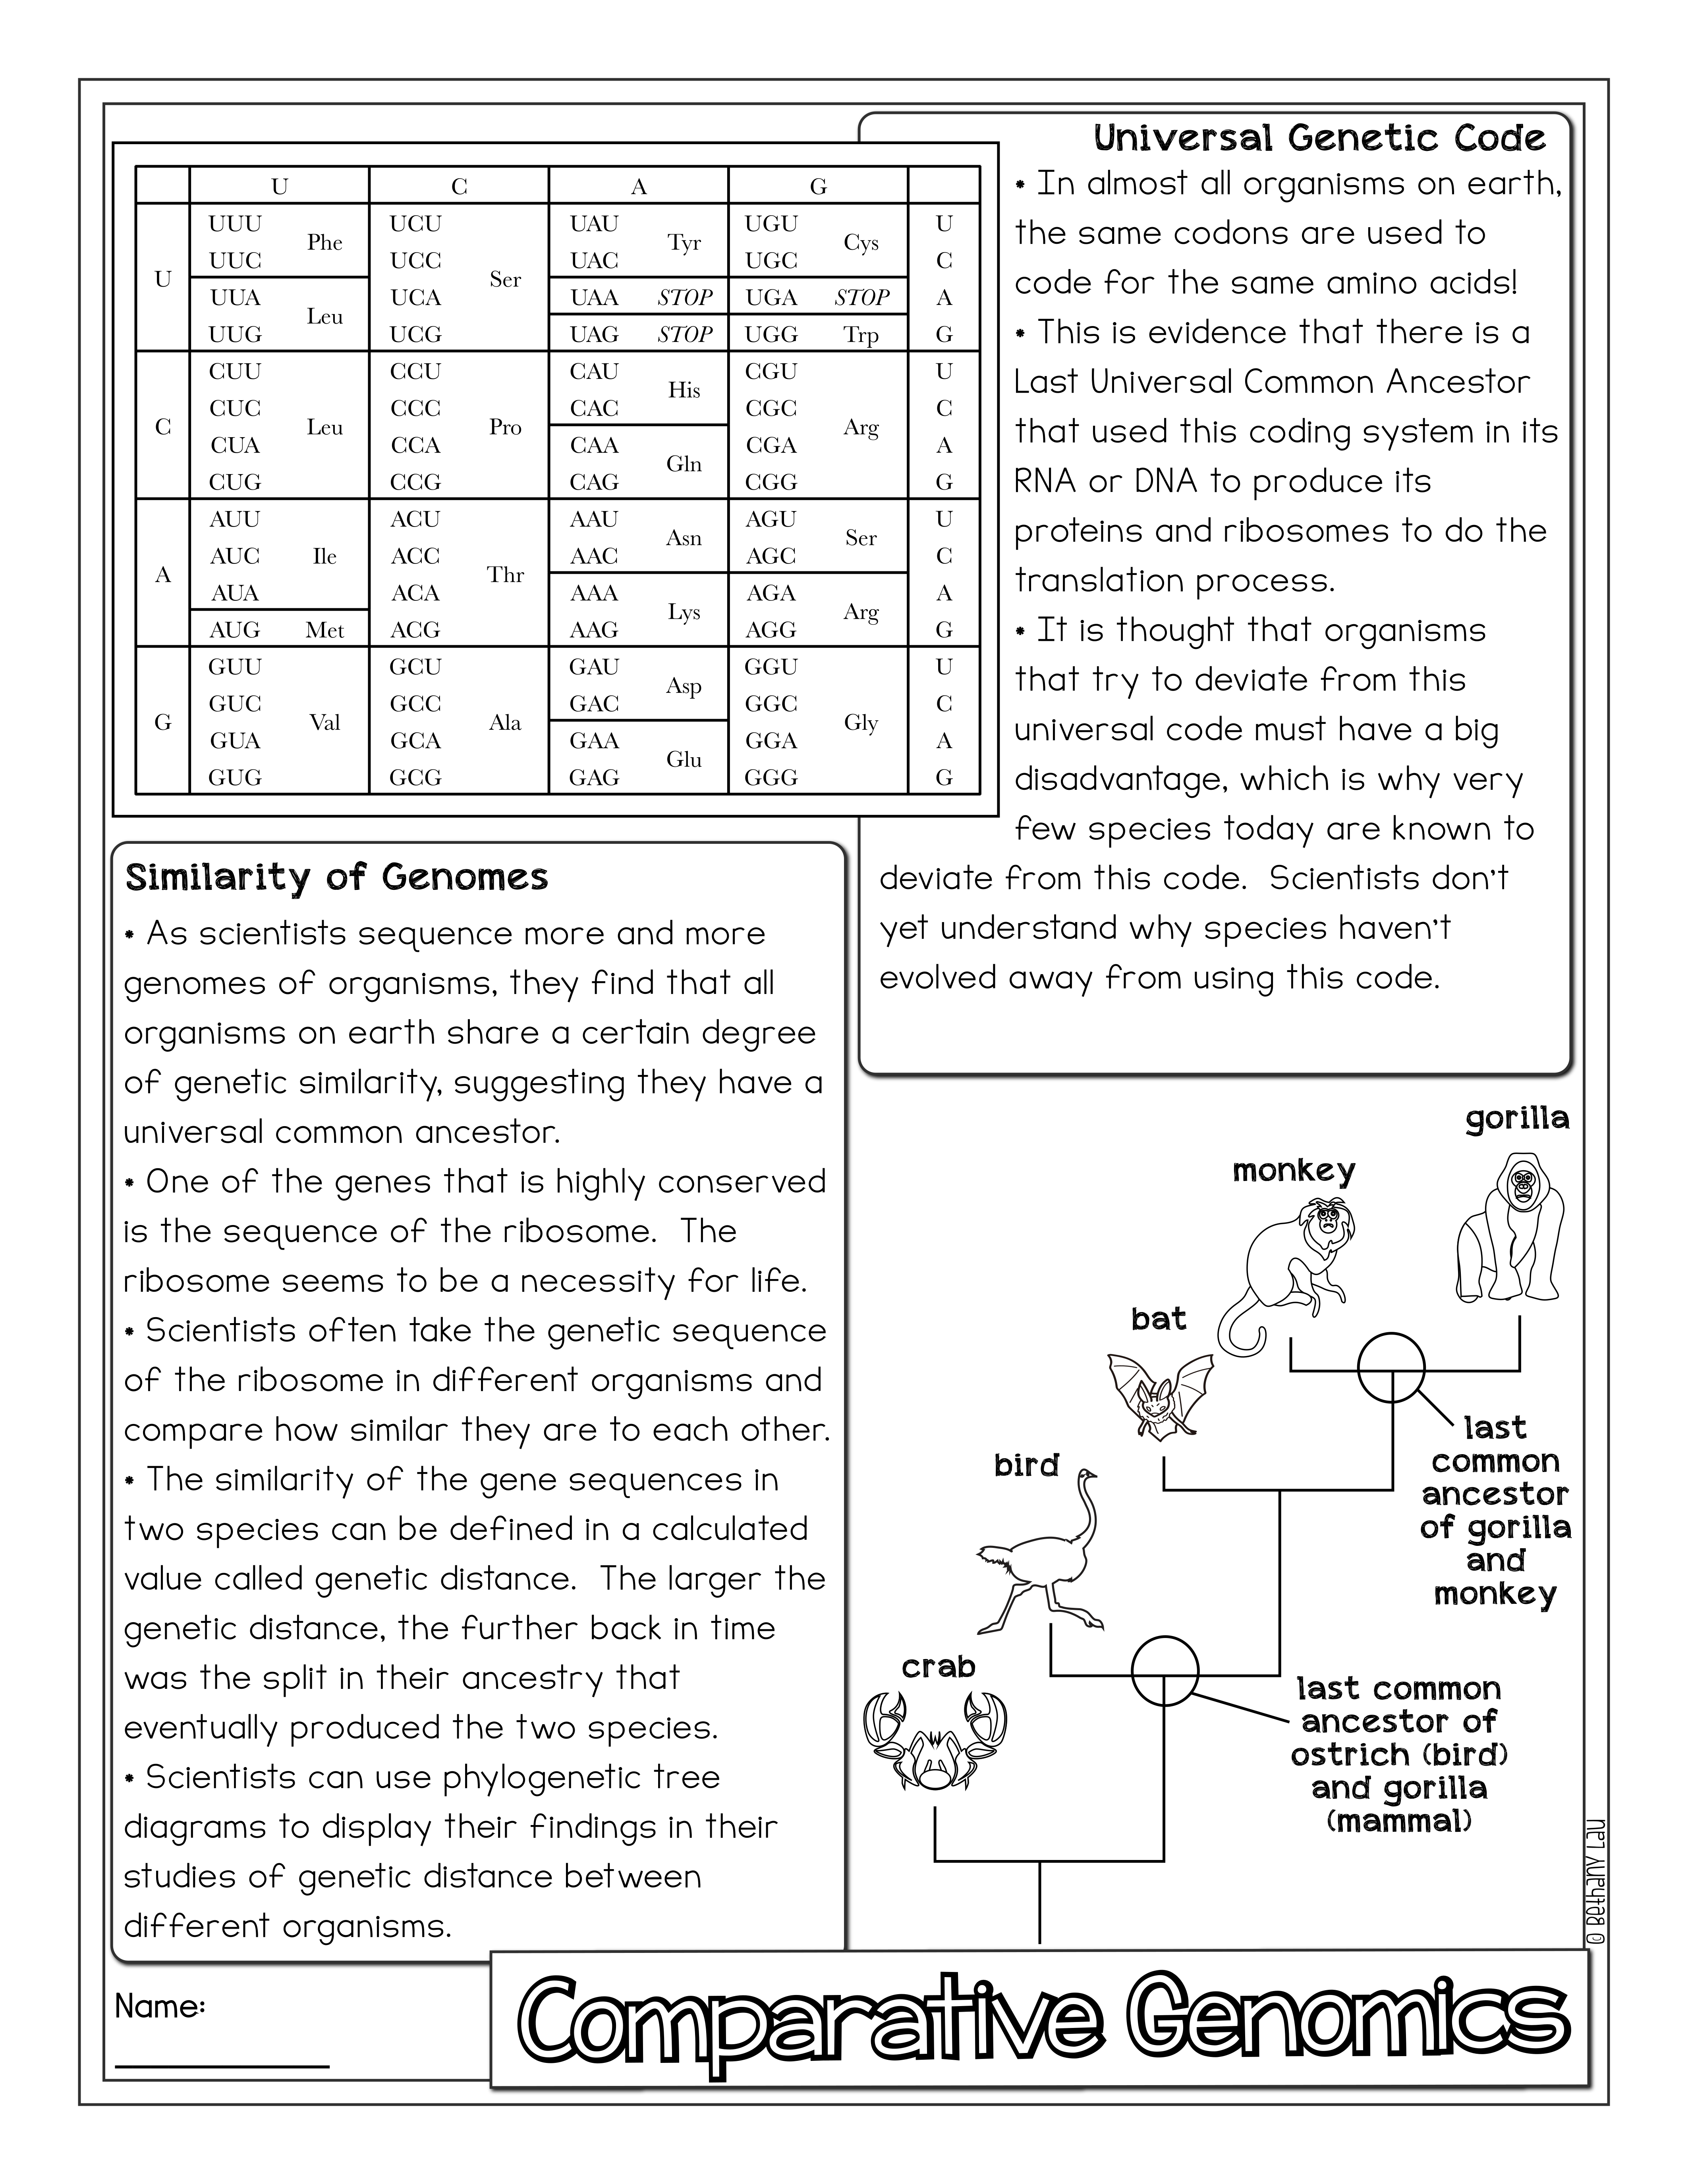 Universal Genetic Code
• In almost all organisms on earth,
the same codons are used to
code for the same amino acids!
• This is evidence that there is a
Last Universal Common Ancestor
that used this coding system in its
RNA or DNA to produce its
proteins and ribosomes to do the
translation process.
• It is thought that organisms
that try to deviate from this
universal code must have a big
disadvantage, which is why very
few species today are known to
deviate from this code.  Scientists don't
yet understand why species haven't
evolved away from using this code.
U C A G
UUU UCU UAU UGU U
Phe Tyr Cys
UUC UCC UAC UGC C
U Ser
UUA UCA UAA STOP UGA STOP A
Leu
UUG UCG UAG STOP UGG Trp G
CUU CCU CAU CGU U
His
CUC CCC CAC CGC C
C Leu Pro Arg
CUA CCA CAA CGA A
Gln
CUG CCG CAG CGG G
AUU ACU AAU AGU U
Asn Ser
AUC Ile ACC AAC AGC C
A Thr
AUA ACA AAA AGA A
Lys Arg
AUG Met ACG AAG AGG G
GUU GCU GAU GGU U
Asp
GUC GCC GAC GGC C
G Val Ala Gly
GUA GCA GAA GGA A
Glu
GUG GCG GAG GGG G
Similarity of Genomes
• As scientists sequence more and more
genomes of organisms, they find that all
organisms on earth share a certain degree
of genetic similarity, suggesting they have a
universal common ancestor.
• One of the genes that is highly conserved
is the sequence of the ribosome.  The
ribosome seems to be a necessity for life.
• Scientists often take the genetic sequence
of the ribosome in different organisms and
compare how similar they are to each other.
• The similarity of the gene sequences in
two species can be defined in a calculated
value called genetic distance.  The larger the
genetic distance, the further back in time
was the split in their ancestry that
eventually produced the two species.
• Scientists can use phylogenetic tree
diagrams to display their findings in their
studies of genetic distance between
different organisms.
gorilla
monkey
bat
bird
crab
last
common
ancestor
of gorilla
and
monkey
last common
ancestor of
ostrich (bird)
and gorilla
(mammal)
© Bethany Lau
Name:
Comparative Genomics